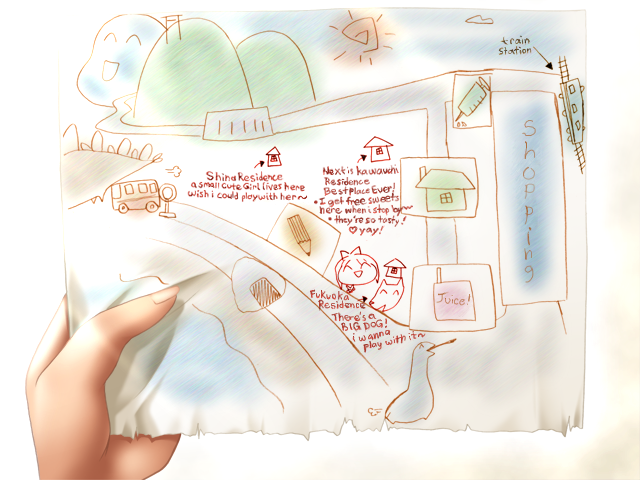 train
station
Shopping
Shina Residence
a small cute Girl lives here
wish i could play with her~
Next is kawauchi
Residence
Best place Ever!
• I get free sweets
here when i stop by~
• they're so tasty!
♡ yay!
Juice!
Fukuoka
Residence
There's a
BIG DOG!
i wanna
play with it~